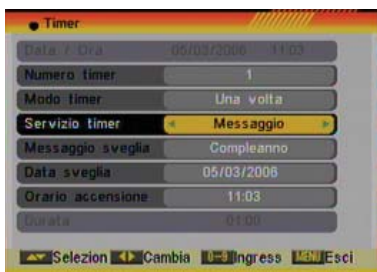 Timer
Data / Ora 05/03/2006 11:03
Numero timer 1
Modo timer Una volta
Servizio timer Messaggio
Messaggio sveglia Compleanno
Data sveglia 05/03/2006
Orario accensione 11:03
Durata 01:00
Selezion Cambia 0-9 Ingress MENU Esci